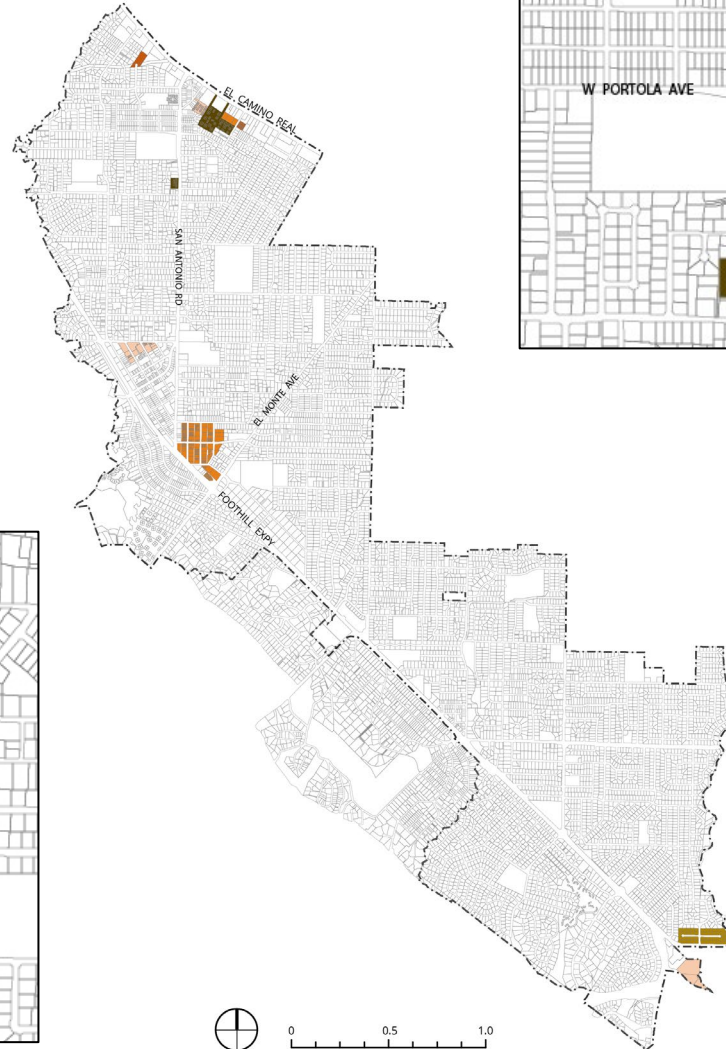 W PORTOLA AVE
EL CAMINO REAL
SAN ANTONIO RD
EL MONTE AVE
FOOTHILL EXPY
0 0.5 1.0